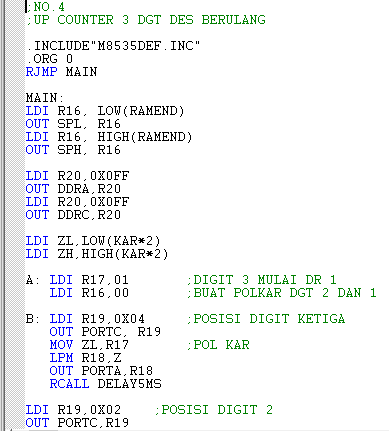 ;NO.4
;UP COUNTER 3 DGT DES BERULANG
.INCLUDE"M8535DEF.INC"
.ORG 0
RJMP MAIN
MAIN:
LDI R16, LOW(RAMEND)
OUT SPL, R16
LDI R16, HIGH(RAMEND)
OUT SPH, R16
LDI R20,0X0FF
OUT DDRA,R20
LDI R20,0X0FF
OUT DDRC,R20
LDI ZL,LOW(KAR*2)
LDI ZH,HIGH(KAR*2)
A: LDI R17,01 ;DIGIT 3 MULAI DR 1
LDI R16,00 ;BUAT POLKAR DGT 2 DAN 1
B: LDI R19,0X04 ;POSISI DIGIT KETIGA
OUT PORTC, R19
MOV ZL,R17 ;POL KAR
LPM R18,Z
OUT PORTA,R18
RCALL DELAY5MS
LDI R19,0X02 ;POSISI DIGIT 2
OUT PORTC,R19